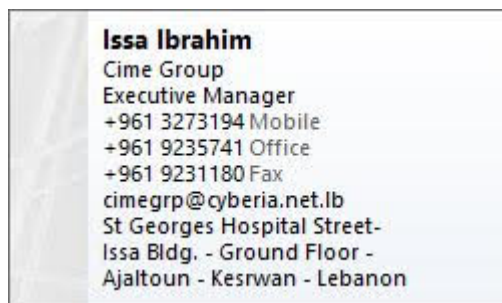 Issa Ibrahim
Cime Group
Executive Manager
+961 3273194 Mobile
+961 9235741 Office
+961 9231180 Fax
cimegrp@cyberia.net.lb
St Georges Hospital Street-
Issa Bldg. - Ground Floor -
Ajaltoun - Kesrwan - Lebanon